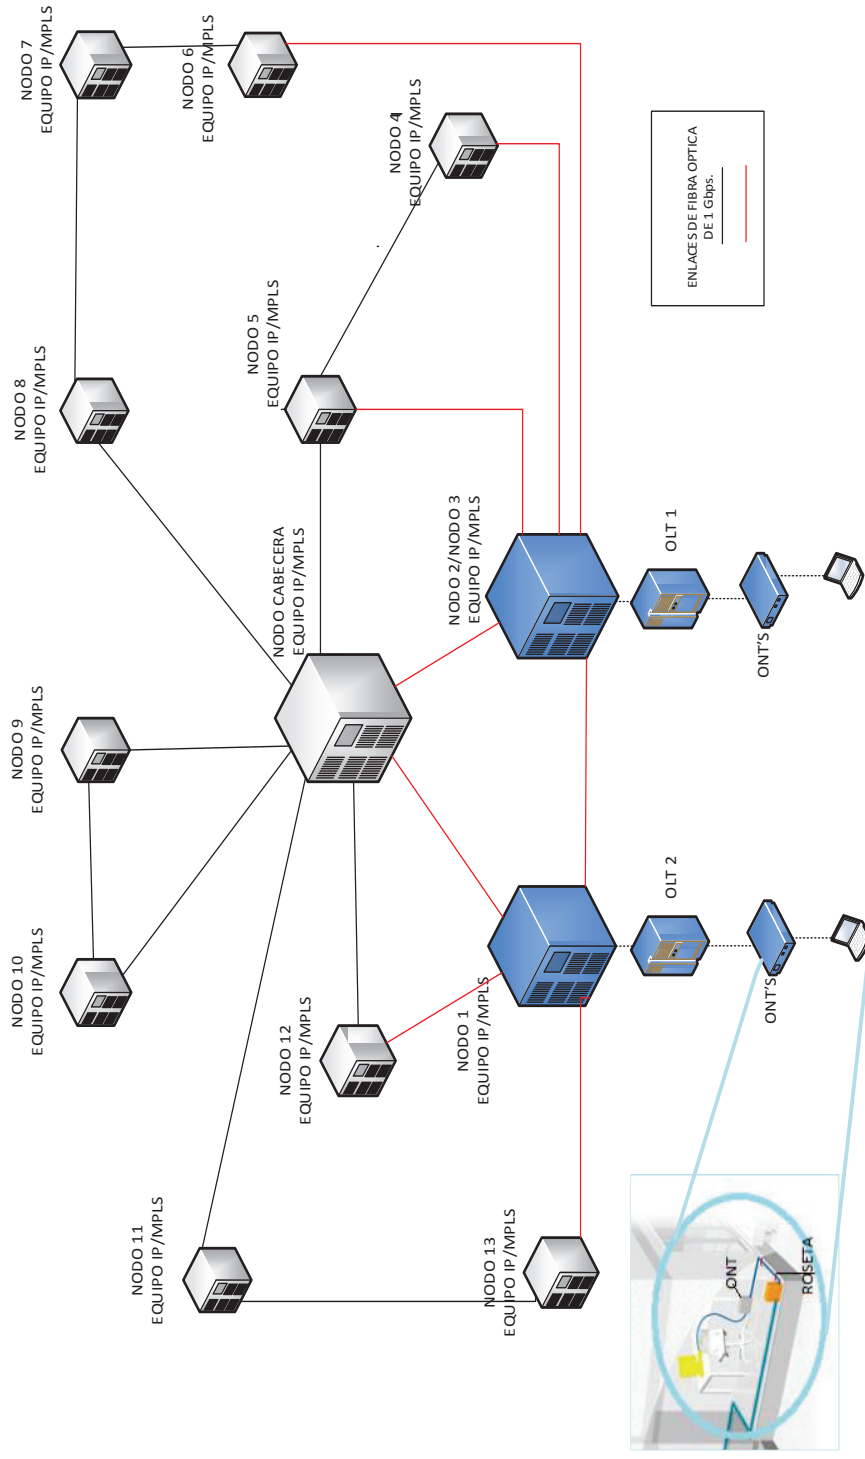 NODO 11
EQUIPO IP/MPLS
NODO 10
EQUIPO IP/MPLS
NODO 9
EQUIPO IP/MPLS
NODO 8
EQUIPO IP/MPLS
NODO 7
EQUIPO IP/MPLS
NODO 6
EQUIPO IP/MPLS
NODO 12
EQUIPO IP/MPLS
NODO CABECERA
EQUIPO IP/MPLS
NODO 5
EQUIPO IP/MPLS
NODO 4
EQUIPO IP/MPLS
NODO 13
EQUIPO IP/MPLS
NODO 1
EQUIPO IP/MPLS
NODO 2/NODO 3
EQUIPO IP/MPLS
OLT 2
OLT 1
ONT'S
ONT'S
ENLACES DE FIBRA OPTICA
DE 1 Gbps.
ONT
ROSETA